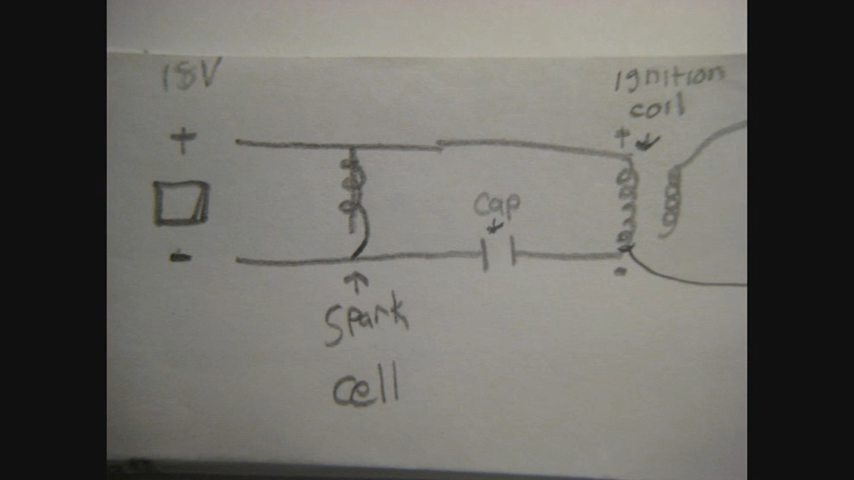 18V
+
-
Spark
cell
Cap
+
ignition
coil
+
-